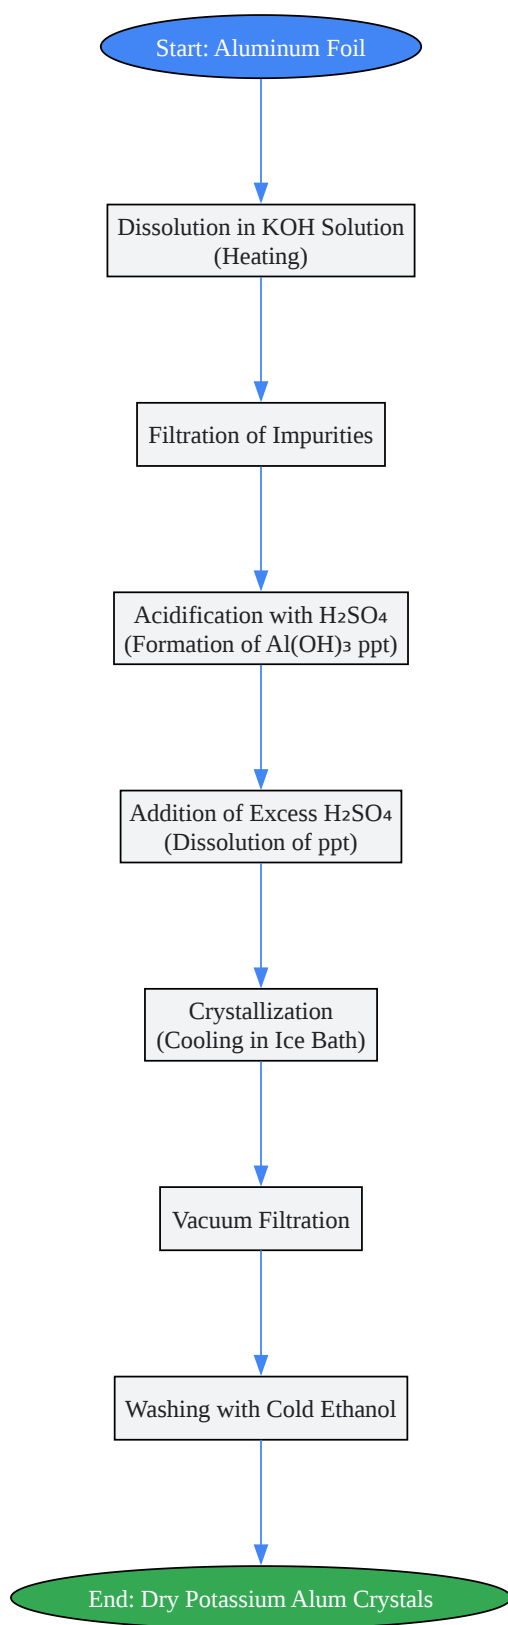 Start: Aluminum Foil
Dissolution in KOH Solution
(Heating)
Filtration of Impurities
Acidification with H₂SO₄
(Formation of Al(OH)₃ ppt)
Addition of Excess H₂SO₄
(Dissolution of ppt)
Crystallization
(Cooling in Ice Bath)
Vacuum Filtration
Washing with Cold Ethanol
End: Dry Potassium Alum Crystals